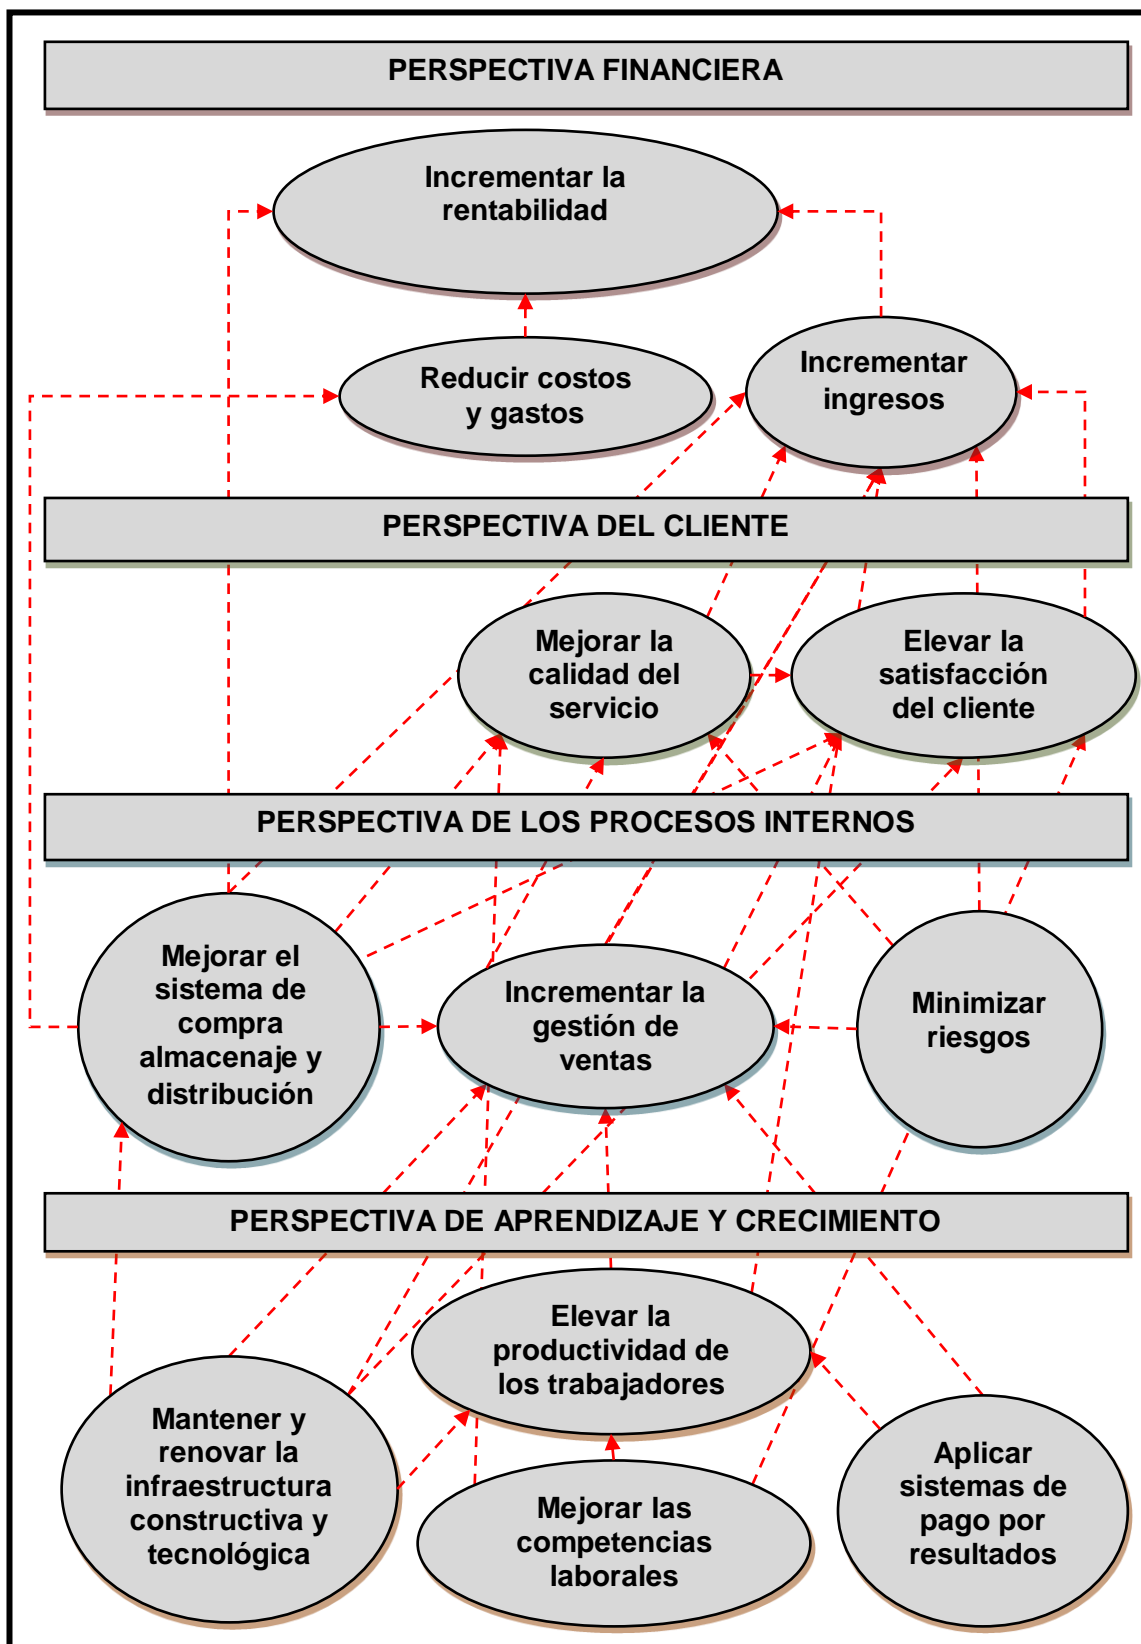 PERSPECTIVA FINANCIERA
Incrementar la
rentabilidad
Reducir costos
y gastos
Incrementar
ingresos
PERSPECTIVA DEL CLIENTE
Mejorar la
calidad del
servicio
Elevar la
satisfacción
del cliente
PERSPECTIVA DE LOS PROCESOS INTERNOS
Mejorar el
sistema de
compra
almacenaje y
distribución
Incrementar la
gestión de
ventas
Minimizar
riesgos
PERSPECTIVA DE APRENDIZAJE Y CRECIMIENTO
Elevar la
productividad de
los trabajadores
Mantener y
renovar la
infraestructura
constructiva y
tecnológica
Mejorar las
competencias
laborales
Aplicar
sistemas de
pago por
resultados